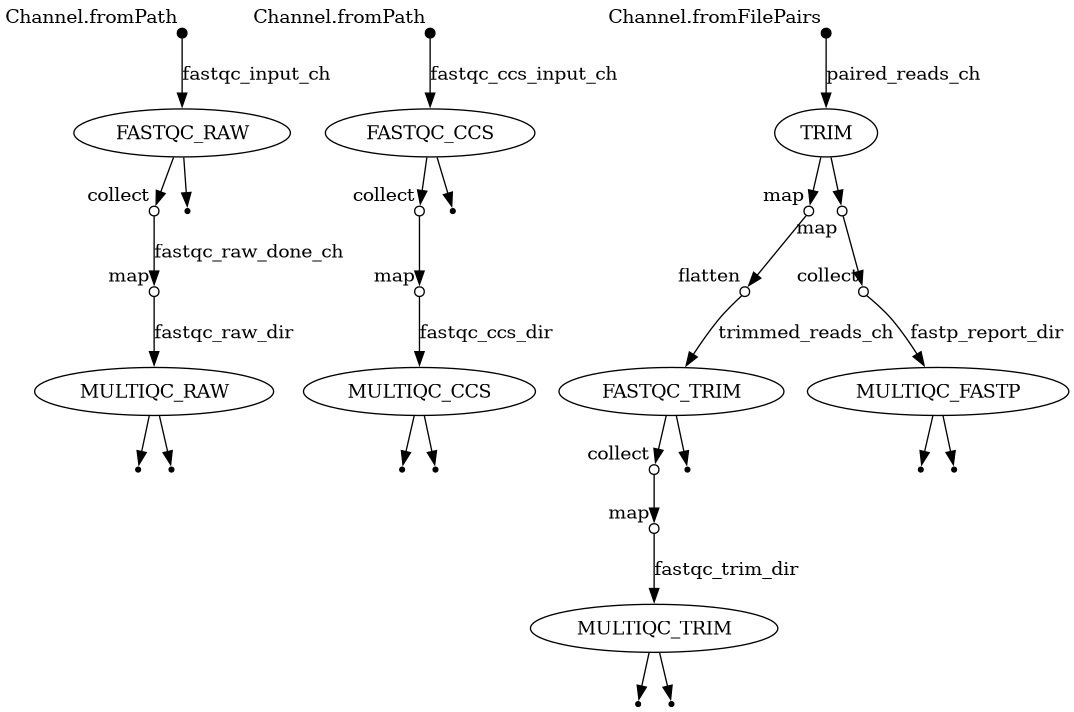 Channel.fromPath
Channel.fromPath
Channel.fromFilePairs
fastqc_input_ch
fastqc_ccs_input_ch
paired_reads_ch
FASTQC_RAW
FASTQC_CCS
TRIM
collect
collect
map
map
fastqc_raw_done_ch
map
map
flatten
collect
fastqc_raw_dir
fastqc_ccs_dir
trimmed_reads_ch
fastp_report_dir
MULTIQC_RAW
MULTIQC_CCS
FASTQC_TRIM
MULTIQC_FASTP
collect
map
fastqc_trim_dir
MULTIQC_TRIM